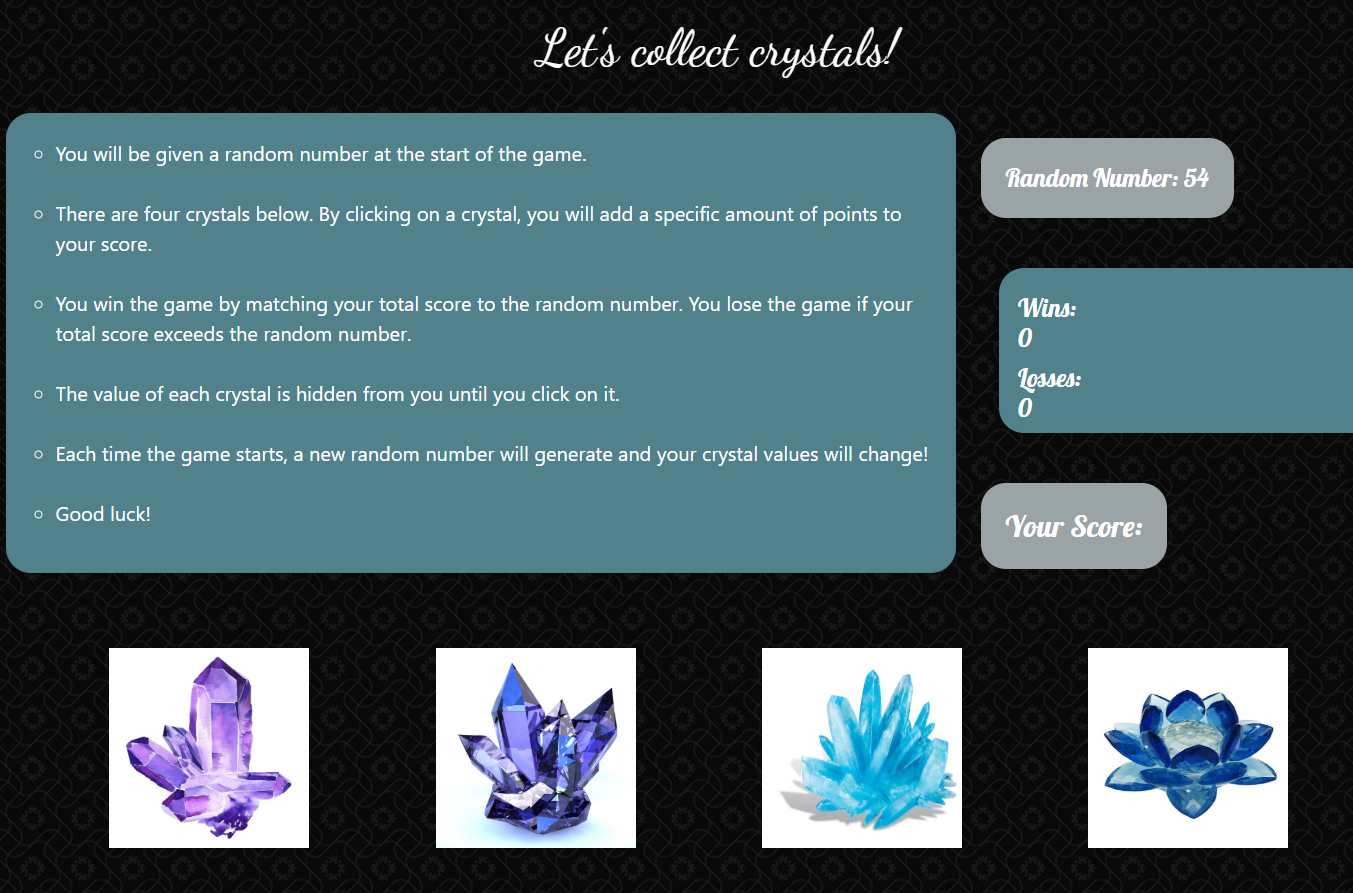 Let's collect crystals!
You will be given a random number at the start of the game.
There are four crystals below. By clicking on a crystal, you will add a specific amount of points to
your score.
You win the game by matching your total score to the random number. You lose the game if your
total score exceeds the random number.
The value of each crystal is hidden from you until you click on it.
Each time the game starts, a new random number will generate and your crystal values will change!
Good luck!
Random Number: 54
Wins:
0
Losses:
0
Your Score: